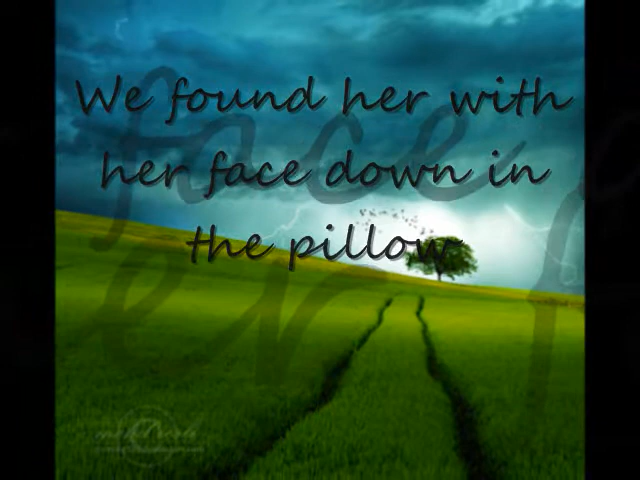 We found her with
her face down in
the pillow